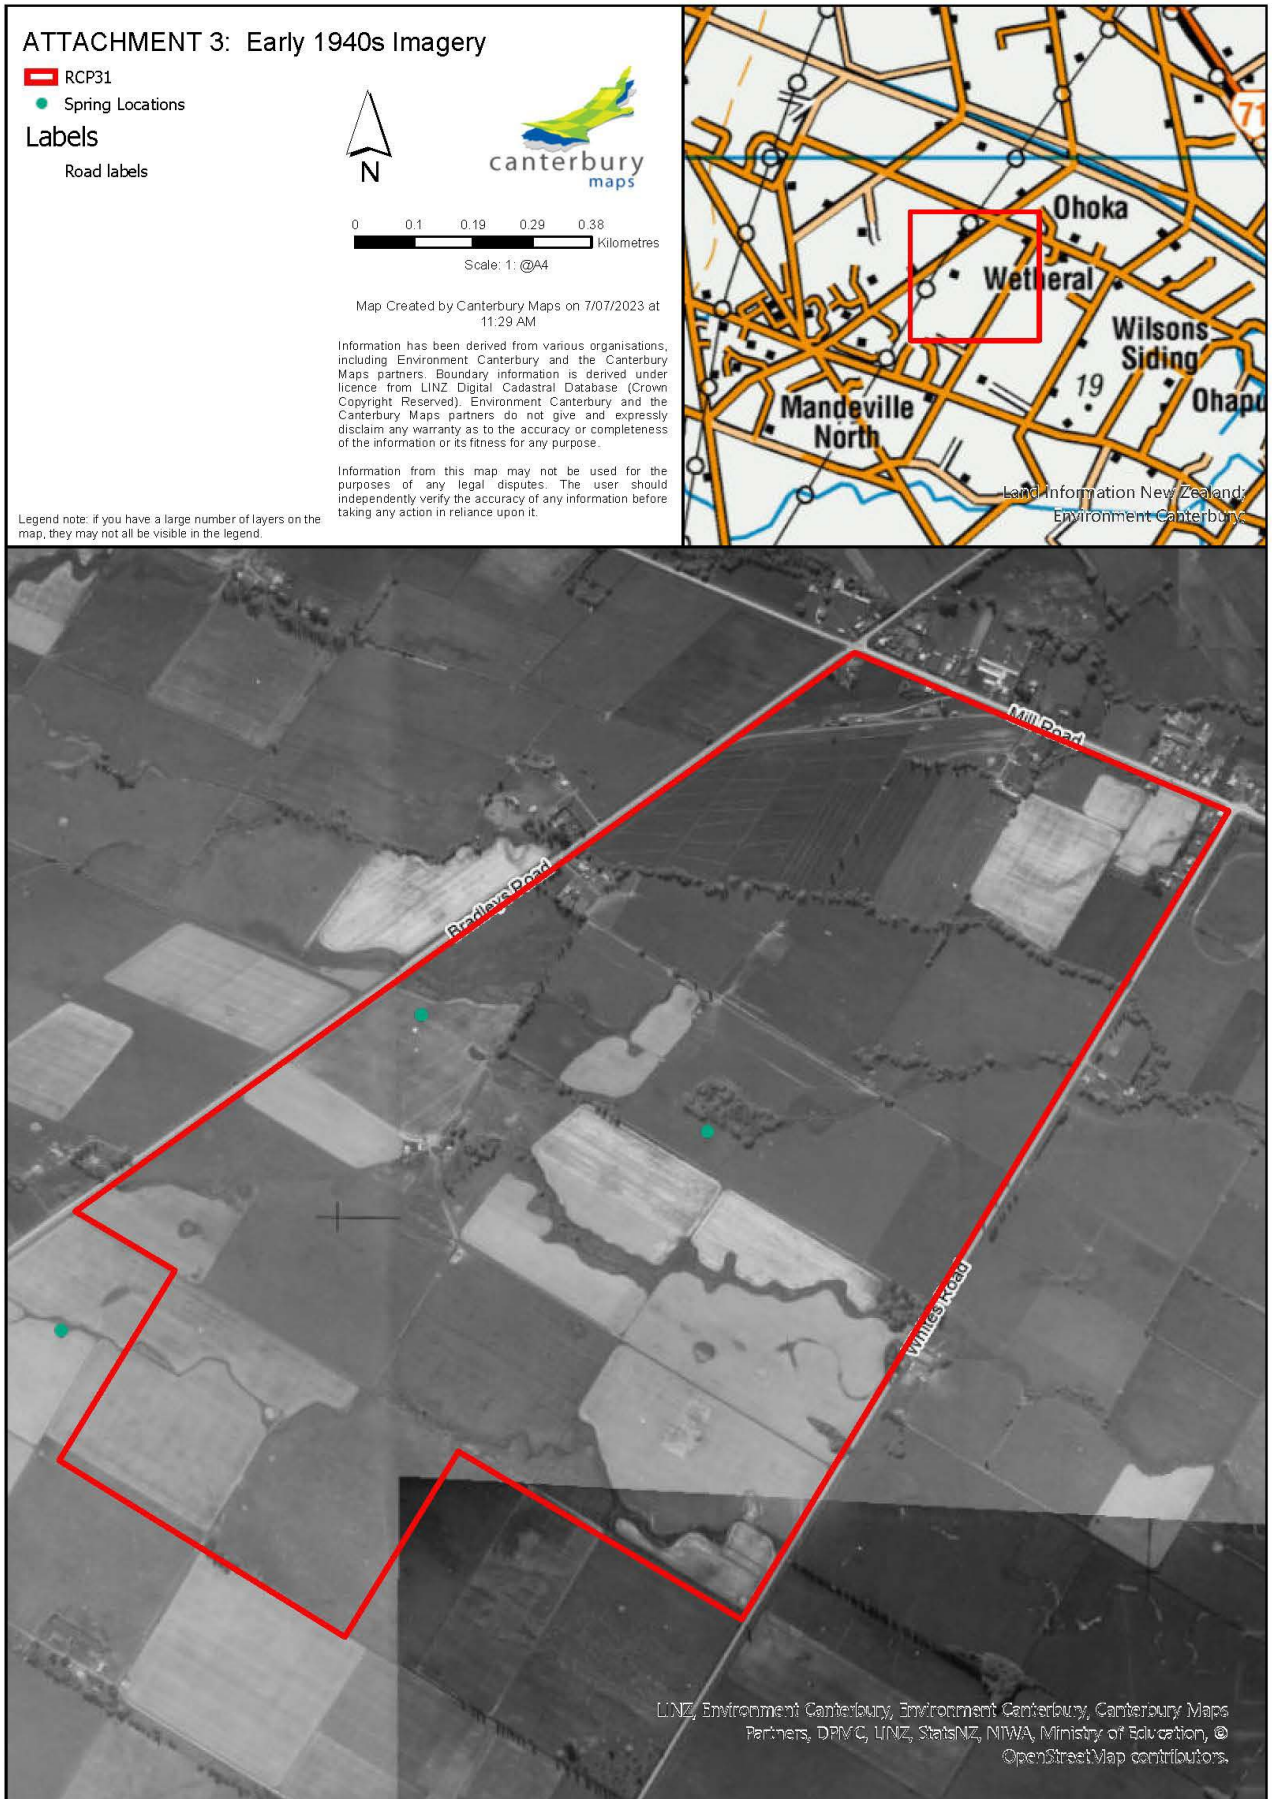 ATTACHMENT 3: Early 1940s Imagery
RCP31
Spring Locations
Labels
Road labels
N
canterbury
maps
0 0.1 0.19 0.29 0.38
Kilometres
Scale: 1: @A4
Map Created by Canterbury Maps on 7/07/2023 at
11:29 AM
Information has been derived from various organisations,
including Environment Canterbury and the Canterbury
Maps partners. Boundary information is derived under
licence from LINZ Digital Cadastral Database (Crown
Copyright Reserved). Environment Canterbury and the
Canterbury Maps partners do not give and expressly
disclaim any warranty as to the accuracy or completeness
of the information or its fitness for any purpose.
Information from this map may not be used for the
purposes of any legal disputes. The user should
independently verify the accuracy of any information before
taking any action in reliance upon it.
Legend note: if you have a large number of layers on the
map, they may not all be visible in the legend.
71
Ohoka
Wetheral
Wilsons
Siding
19
Ohapu
Mandeville
North
Land Information New Zealand;
Environment Canterbury;
Mill Road
Bradleys Road
Whites Road
LINZ, Environment Canterbury, Environment Canterbury, Canterbury Maps
Partners, DPMC, LINZ, StatsNZ, NIWA, Ministry of Education, ©
OpenStreetMap contributors.